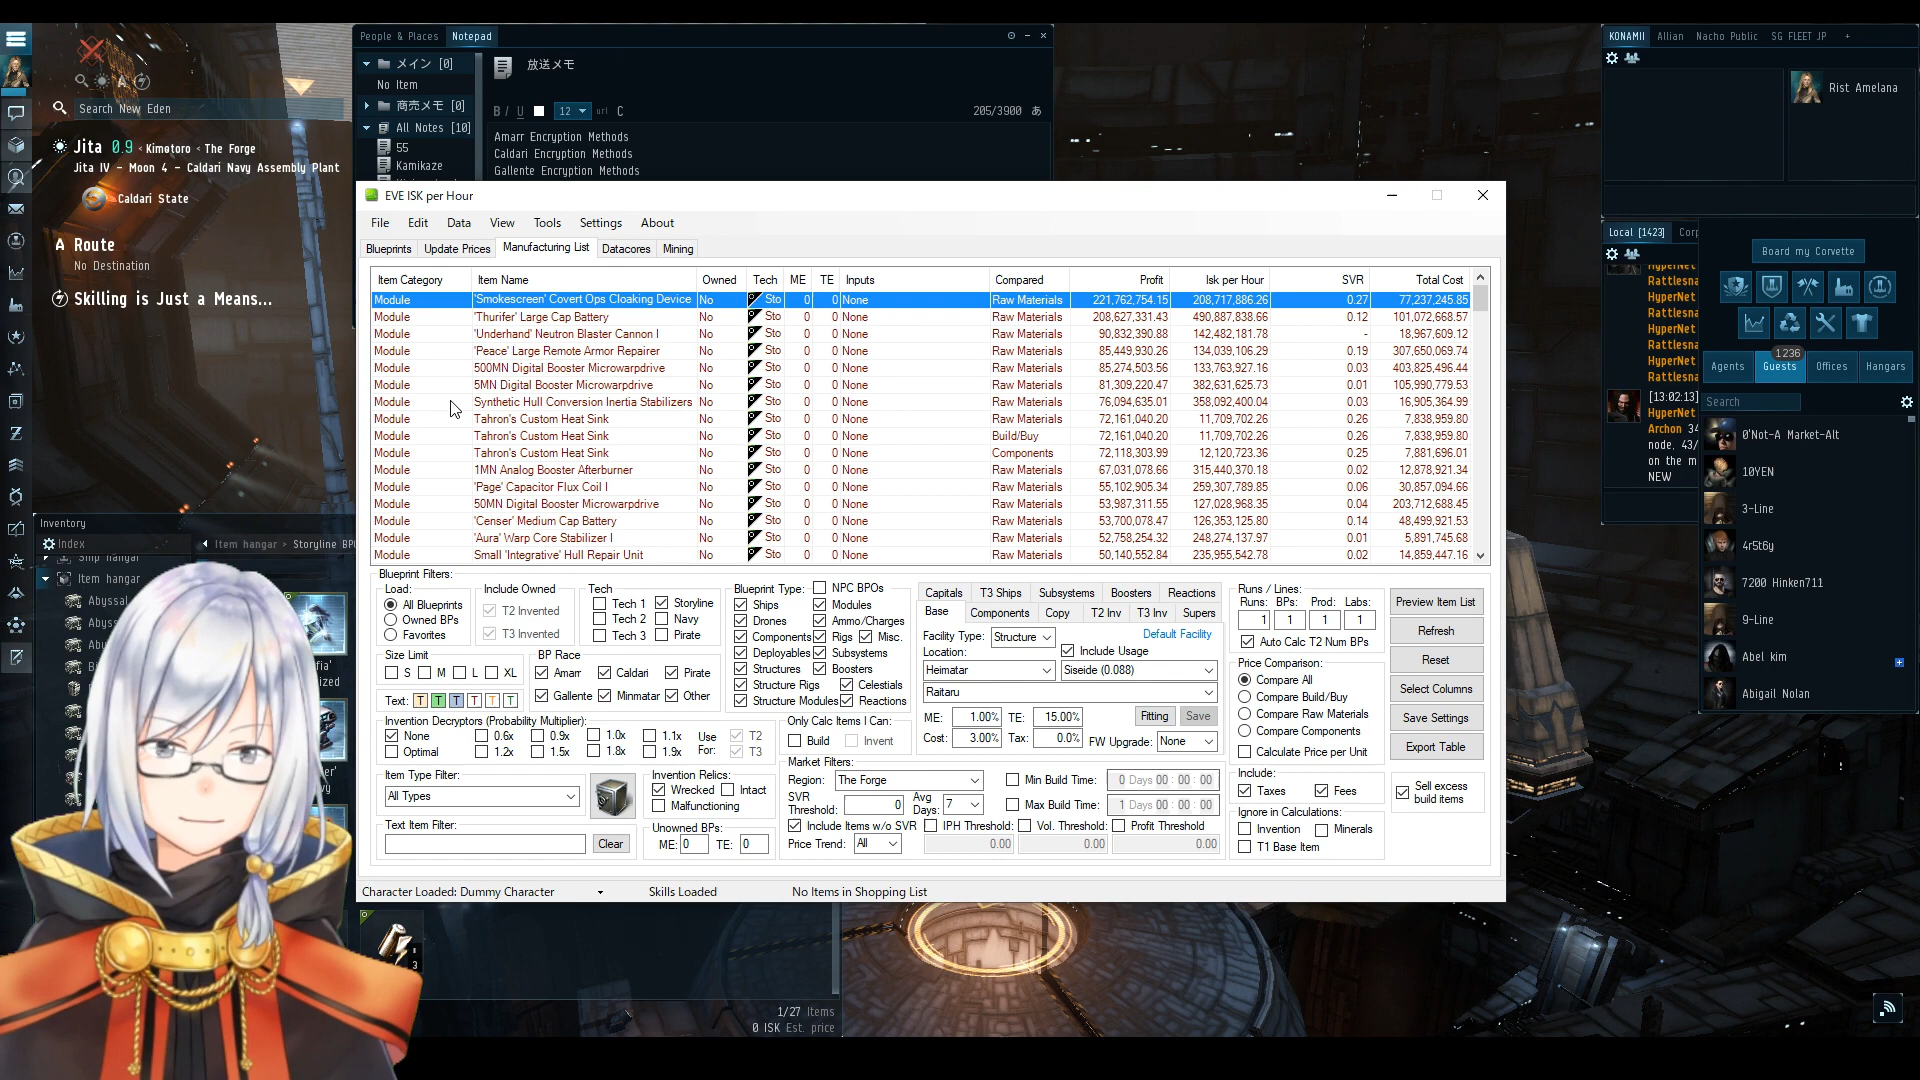 People & Places
Notepad
メイン [0]
No Item
商売メモ [0]
All Notes [10]
55
Kamikaze
放送メモ
B / U
12
url
C
205/3900 あ
Amarr Encryption Methods
Caldari Encryption Methods
Gallente Encryption Methods
Search New Eden
Jita 0.9 < Kimotoro < The Forge
Jita IV - Moon 4 - Caldari Navy Assembly Plant
Caldari State
Route
No Destination
Skilling is Just a Means...
Inventory
Index
Item hangar > Storyline BP
Ship hangar
Item hangar
Abyssal
EVE ISK per Hour
File Edit Data View Tools Settings About
Blueprints Update Prices Manufacturing List Datacores Mining
Item Category Item Name Owned Tech ME TE Inputs Compared Profit Isk per Hour SVR Total Cost
Module 'Smokescreen' Covert Ops Cloaking Device No Sto 0 0 None Raw Materials 221,762,754.15 208,717,886.26 0.27 77,237,245.85
Module 'Thurifer' Large Cap Battery No Sto 0 0 None Raw Materials 208,627,331.43 490,887,838.66 0.12 101,072,668.57
Module 'Underhand' Neutron Blaster Cannon I No Sto 0 0 None Raw Materials 90,832,390.88 142,482,181.78 - 18,967,609.12
Module 'Peace' Large Remote Armor Repairer No Sto 0 0 None Raw Materials 85,449,930.26 134,039,106.29 0.19 307,650,069.74
Module 500MN Digital Booster Microwarpdrive No Sto 0 0 None Raw Materials 85,274,503.56 133,763,927.16 0.03 403,825,496.44
Module 5MN Digital Booster Microwarpdrive No Sto 0 0 None Raw Materials 81,309,220.47 382,631,625.73 0.01 105,990,779.53
Module Synthetic Hull Conversion Inertia Stabilizers No Sto 0 0 None Raw Materials 76,094,635.01 358,092,400.04 0.03 16,905,364.99
Module Tahron's Custom Heat Sink No Sto 0 0 None Raw Materials 72,161,040.20 11,709,702.26 0.26 7,838,959.80
Module Tahron's Custom Heat Sink No Sto 0 0 None Build/Buy 72,161,040.20 11,709,702.26 0.26 7,838,959.80
Module Tahron's Custom Heat Sink No Sto 0 0 None Components 72,118,303.99 12,120,723.36 0.25 7,881,696.01
Module 1MN Analog Booster Afterburner No Sto 0 0 None Raw Materials 67,031,078.66 315,440,370.18 0.02 12,878,921.34
Module 'Page' Capacitor Flux Coil I No Sto 0 0 None Raw Materials 55,102,905.34 259,307,789.85 0.06 30,857,094.66
Module 50MN Digital Booster Microwarpdrive No Sto 0 0 None Raw Materials 53,987,311.55 127,028,968.35 0.04 203,712,688.45
Module 'Censer' Medium Cap Battery No Sto 0 0 None Raw Materials 53,700,078.47 126,353,125.80 0.14 48,499,921.53
Module 'Aura' Warp Core Stabilizer I No Sto 0 0 None Raw Materials 52,758,254.32 248,274,137.97 0.01 5,891,745.68
Module Small 'Integrative' Hull Repair Unit No Sto 0 0 None Raw Materials 50,140,552.84 235,955,542.78 0.02 14,859,447.16
Blueprint Filters:
Load:
All Blueprints
Owned BPs
Favorites
Include Owned
T2 Invented
T3 Invented
Tech
Tech 1 Storyline
Tech 2 Navy
Tech 3 Pirate
Size Limit
S M L XL
BP Race
Amarr Caldari Pirate
Gallente Minmatar Other
Text: T T T T T T
Blueprint Type: NPC BPOs
Ships Modules
Drones Ammo/Charges
Components Rigs Misc.
Deployables Subsystems
Structures Boosters
Structure Rigs Celestials
Structure Modules Reactions
Invention Decryptors (Probability Multiplier):
None 0.6x 0.9x 1.0x 1.1x Use T2
Optimal 1.2x 1.5x 1.8x 1.9x For: T3
Only Calc Items I Can:
Build Invent
Item Type Filter:
All Types
Text Item Filter:
Clear
Invention Relics:
Wrecked Intact
Malfunctioning
Unowned BPs:
ME: 0 TE: 0
Capitals T3 Ships Subsystems Boosters Reactions
Base Components Copy T2 Inv T3 Inv Supers
Facility Type: Structure Default Facility
Location: Include Usage
Heimatar Siseide (0.088)
Raitaru
ME: 1.00% TE: 15.00% Fitting Save
Cost: 3.00% Tax: 0.0% FW Upgrade: None
Market Filters:
Region: The Forge Min Build Time: 0 Days 00 : 00 : 00
SVR Threshold: 0 Avg Days: 7 Max Build Time: 1 Days 00 : 00 : 00
Include Items w/o SVR IPH Threshold: Vol. Threshold: Profit Threshold
Price Trend: All 0.00 0.00 0.00
Runs / Lines:
Runs: BPs: Prod: Labs:
1 1 1 1
Auto Calc T2 Num BPs
Price Comparison:
Compare All
Compare Build/Buy
Compare Raw Materials
Compare Components
Calculate Price per Unit
Include:
Taxes Fees
Ignore in Calculations:
Invention Minerals
T1 Base Item
Preview Item List
Refresh
Reset
Select Columns
Save Settings
Export Table
Sell excess build items
Character Loaded: Dummy Character Skills Loaded No Items in Shopping List
3
1/27 Items
0 ISK Est. price
KONAMII Allian Nacho Public SG FLEET JP +
Rist Amelana
Local [1423] Corp
HyperNet
Rattlesna
HyperNet
Rattlesna
HyperNet
Rattlesna
HyperNet
Rattlesna
[13:02:13]
HyperNet
Archon 34
node, 43/
on the m
NEW
Board my Corvette
1236
Agents Guests Offices Hangars
Search
O'Not-A Market-Alt
10YEN
3-Line
4r5t6y
7200 Hinken711
9-Line
Abel kim
Abigail Nolan